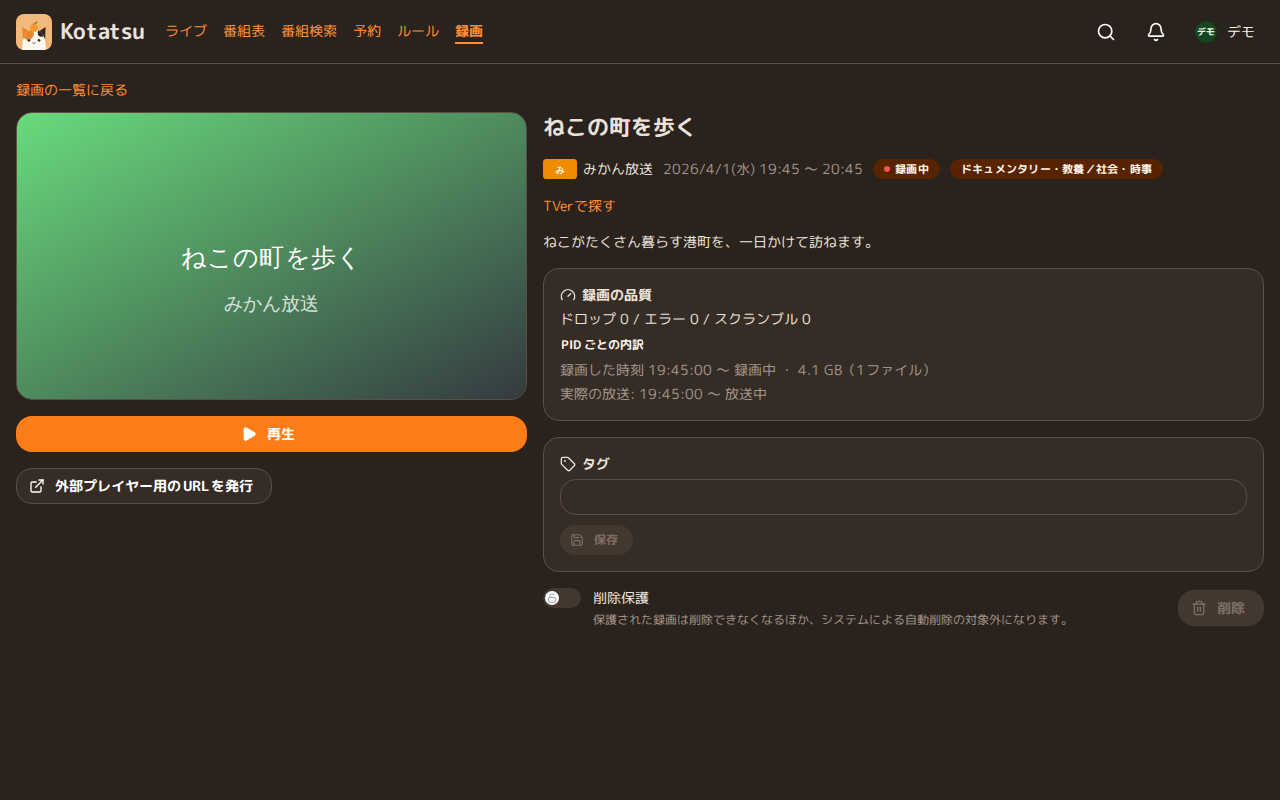 Kotatsu ライブ 番組表 番組検索 予約 ルール 録画 デモ デモ
録画の一覧に戻る
ねこの町を歩く
みかん放送
再生
外部プレイヤー用のURLを発行
ねこの町を歩く
み みかん放送 2026/4/1(水) 19:45 〜 20:45 録画中 ドキュメンタリー・教養／社会・時事
TVerで探す
ねこがたくさん暮らす港町を、一日かけて訪ねます。
録画の品質
ドロップ 0 / エラー 0 / スクランブル 0
PID ごとの内訳
録画した時刻 19:45:00 〜 録画中 · 4.1 GB（1ファイル）
実際の放送: 19:45:00 〜 放送中
タグ
保存
削除保護
保護された録画は削除できなくなるほか、システムによる自動削除の対象外になります。
削除